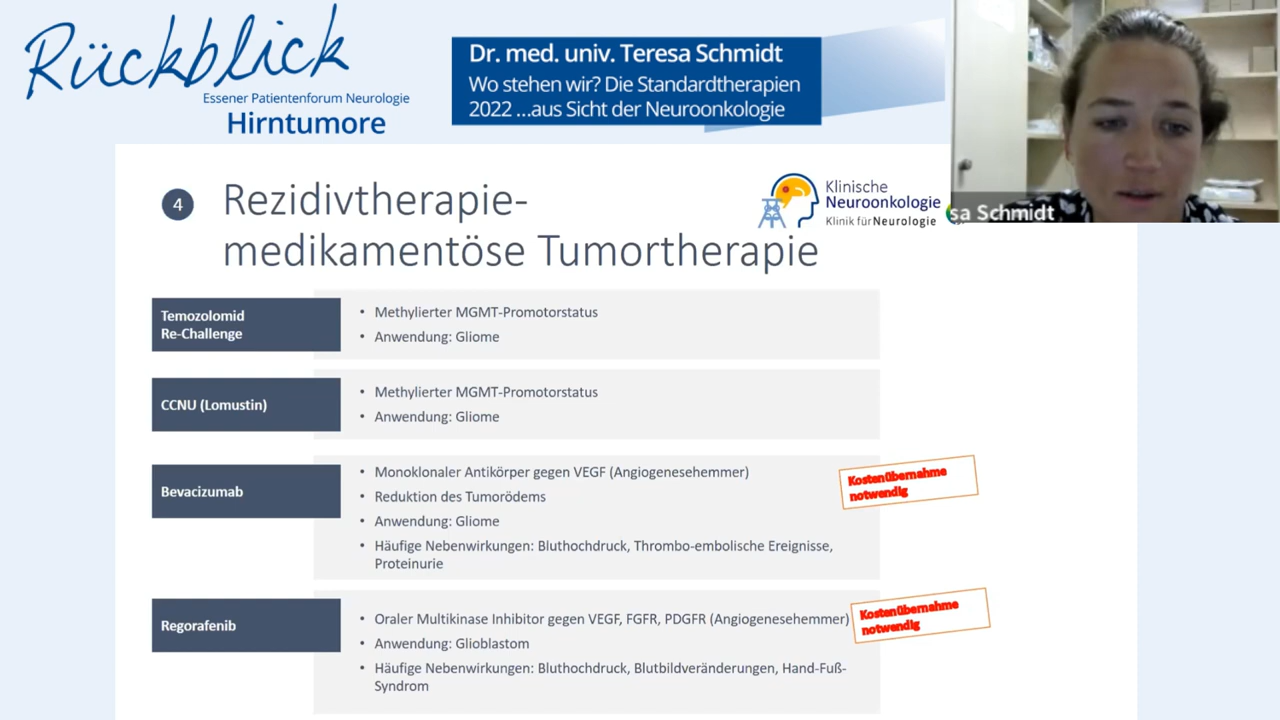 Rückblick
Essener Patientenforum Neurologie
Hirntumore
Dr. med. univ. Teresa Schmidt
Wo stehen wir? Die Standardtherapien
2022 ...aus Sicht der Neuroonkologie
sa Schmidt
4
Rezidivtherapie-
medikamentöse Tumortherapie
Klinische
Neuroonkologie
Klinik für Neurologie
Temozolomid
Re-Challenge
• Methylierter MGMT-Promotorstatus
• Anwendung: Gliome
CCNU (Lomustin)
• Methylierter MGMT-Promotorstatus
• Anwendung: Gliome
Bevacizumab
• Monoklonaler Antikörper gegen VEGF (Angiogenesehemmer)
• Reduktion des Tumorödems
• Anwendung: Gliome
• Häufige Nebenwirkungen: Bluthochdruck, Thrombo-embolische Ereignisse,
Proteinurie
Kostenübernahme
notwendig
Regorafenib
• Oraler Multikinase Inhibitor gegen VEGF, FGFR, PDGFR (Angiogenesehemmer)
• Anwendung: Glioblastom
• Häufige Nebenwirkungen: Bluthochdruck, Blutbildveränderungen, Hand-Fuß-
Syndrom
Kostenübernahme
notwendig